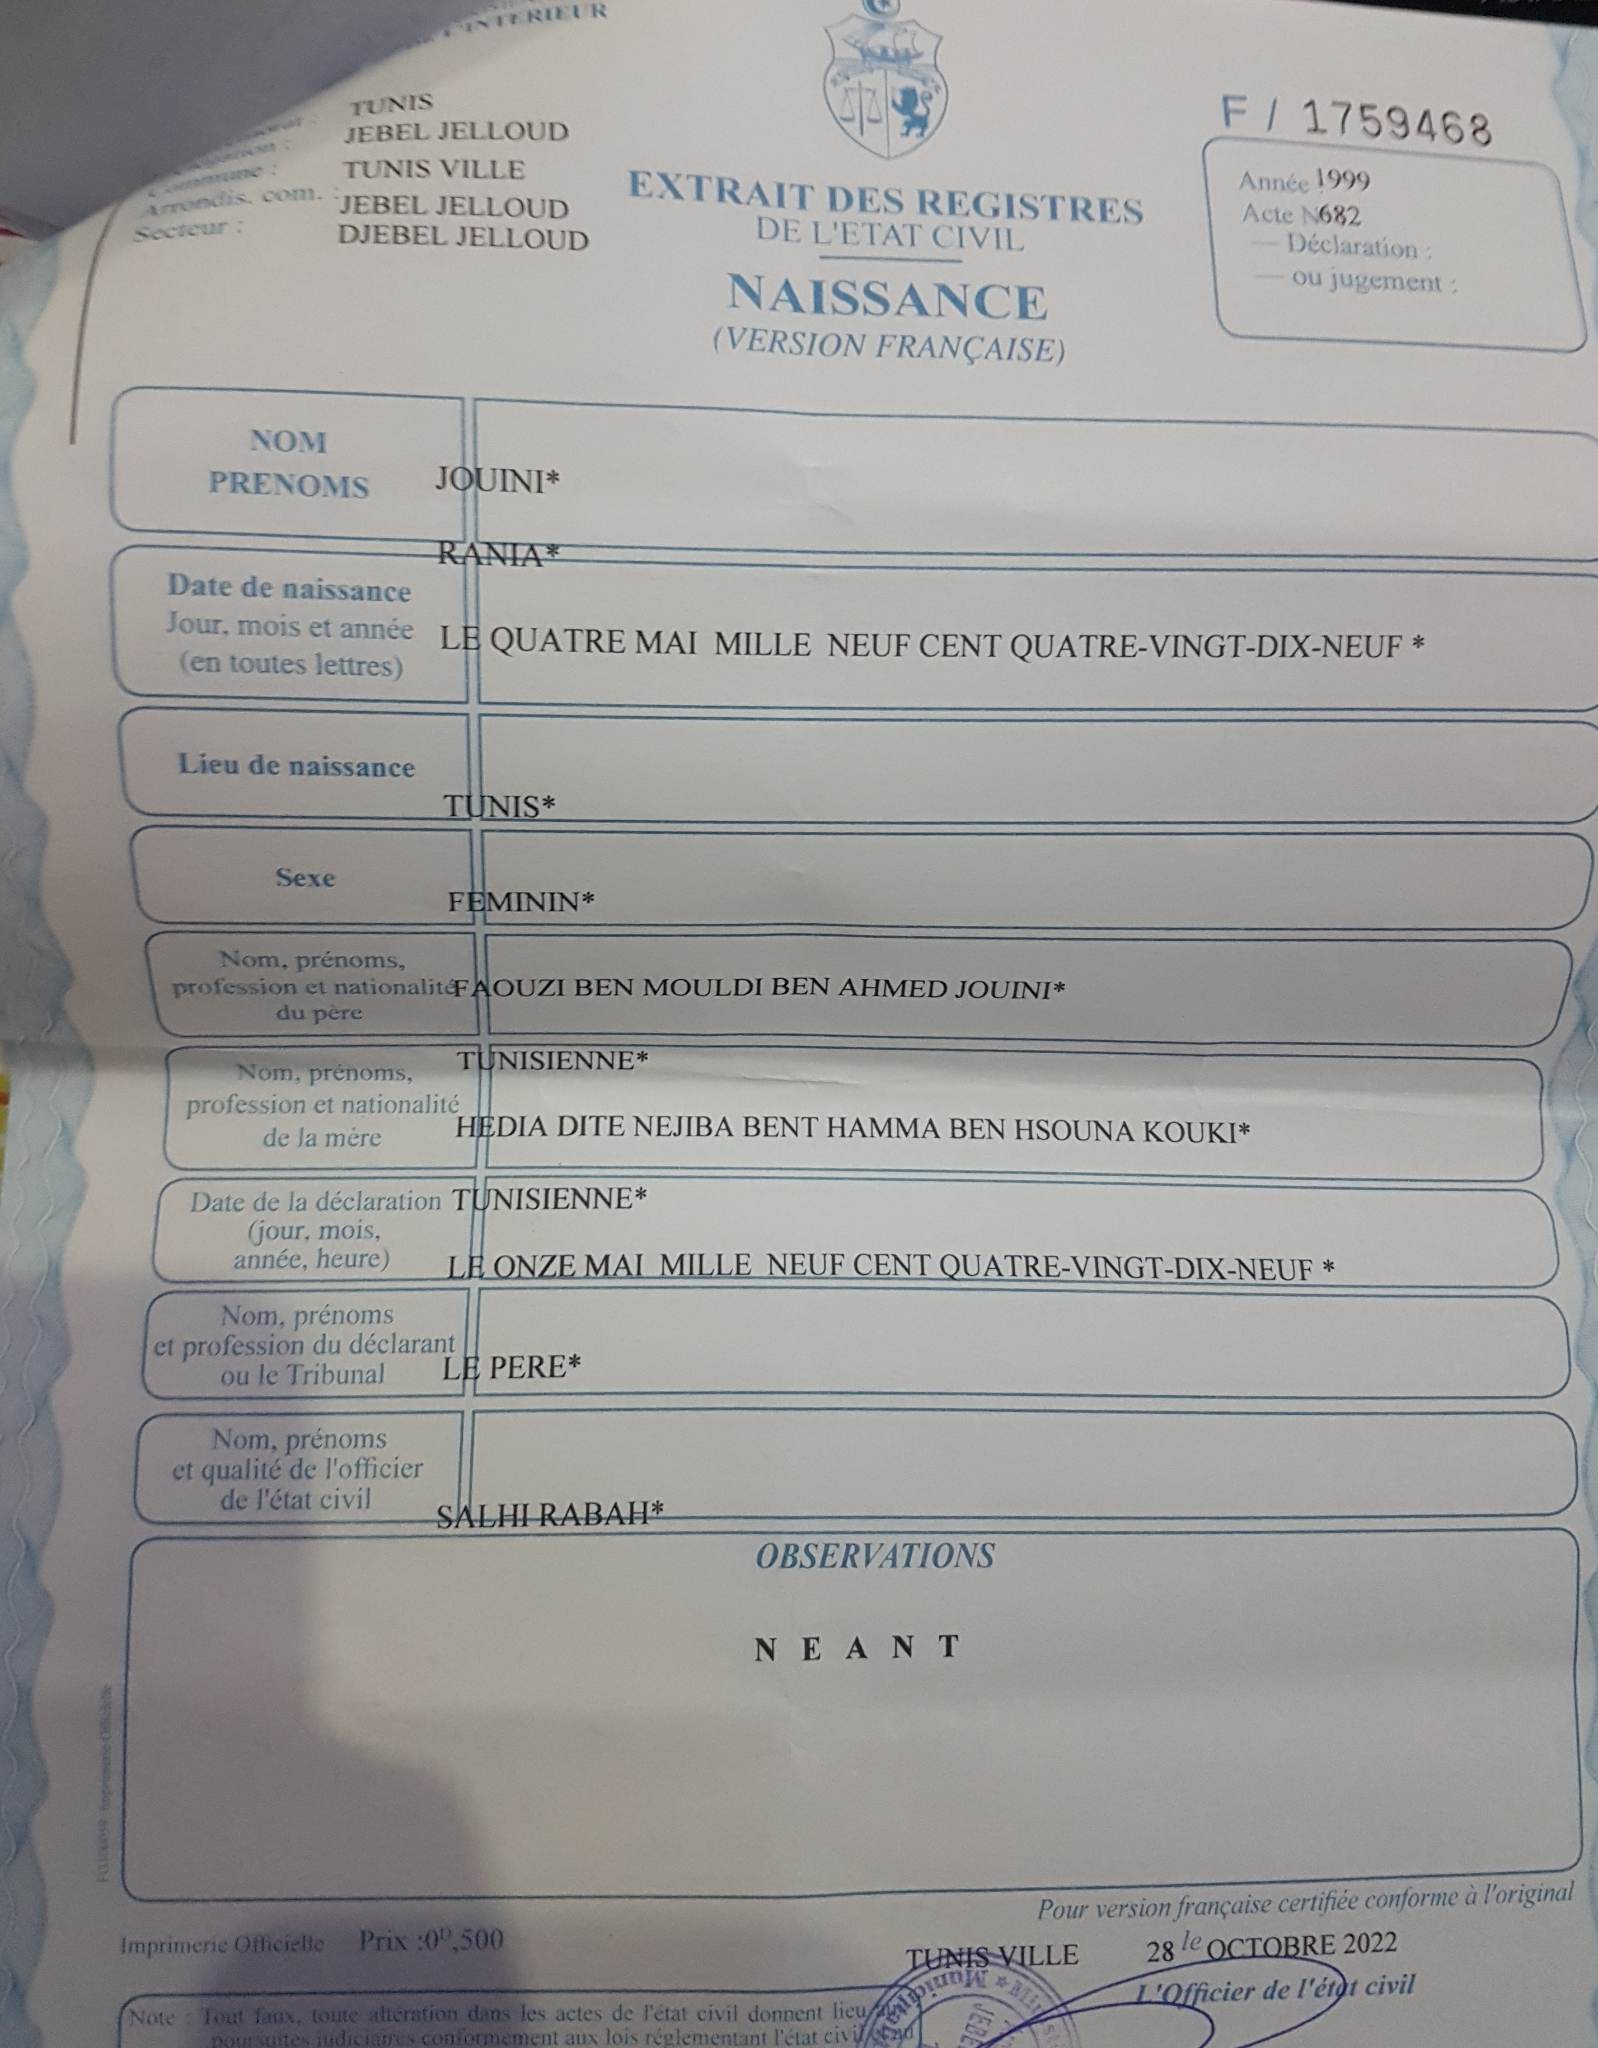 L'INTERIEUR
TUNIS
JEBEL JELLOUD
Commune : TUNIS VILLE
Arrondis. com. : JEBEL JELLOUD
Secteur : DJEBEL JELLOUD
EXTRAIT DES REGISTRES
DE L'ETAT CIVIL
NAISSANCE
(VERSION FRANÇAISE)
F / 1759468
Année 1999
Acte N682
— Déclaration :
— ou jugement :
NOM
PRENOMS
JOUINI*
RANIA*
Date de naissance
Jour, mois et année
(en toutes lettres)
LE QUATRE MAI MILLE NEUF CENT QUATRE-VINGT-DIX-NEUF *
Lieu de naissance
TUNIS*
Sexe
FEMININ*
Nom, prénoms,
profession et nationalité
du père
FAOUZI BEN MOULDI BEN AHMED JOUINI*
TUNISIENNE*
Nom, prénoms,
profession et nationalité
de la mère
HEDIA DITE NEJIBA BENT HAMMA BEN HSOUNA KOUKI*
TUNISIENNE*
Date de la déclaration
(jour, mois,
année, heure)
LE ONZE MAI MILLE NEUF CENT QUATRE-VINGT-DIX-NEUF *
Nom, prénoms
et profession du déclarant
ou le Tribunal
LE PERE*
Nom, prénoms
et qualité de l'officier
de l'état civil
SALHI RABAH*
OBSERVATIONS
N E A N T
Pour version française certifiée conforme à l'original
Imprimerie Officielle Prix :0D,500
TUNIS VILLE 28 le OCTOBRE 2022
L'Officier de l'état civil
Note : Tout faux, toute altération dans les actes de l'état civil donnent lieu
poursuites judiciaires conformement aux lois réglementant l'état civil